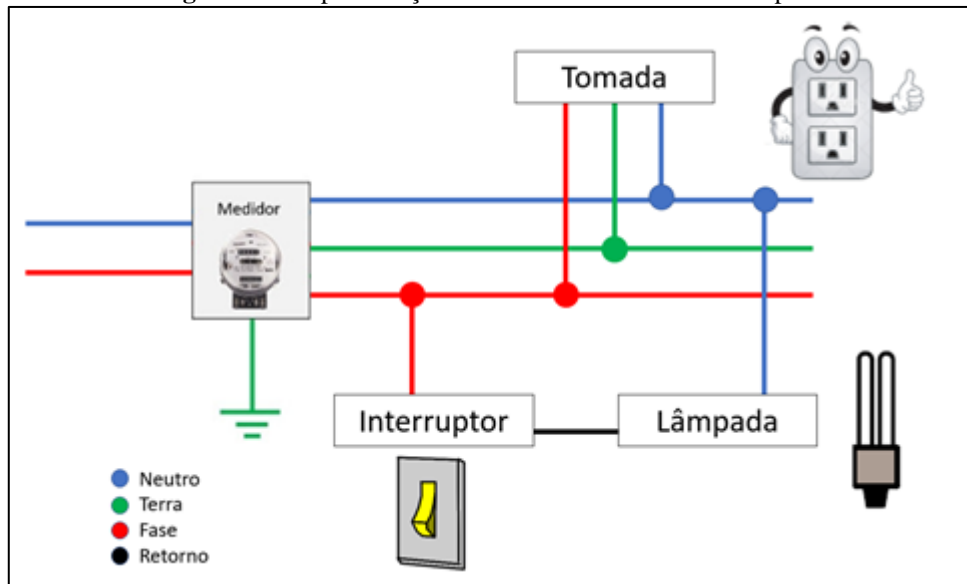 Tomada
Medidor
Interruptor
Lâmpada
Neutro
Terra
Fase
Retorno